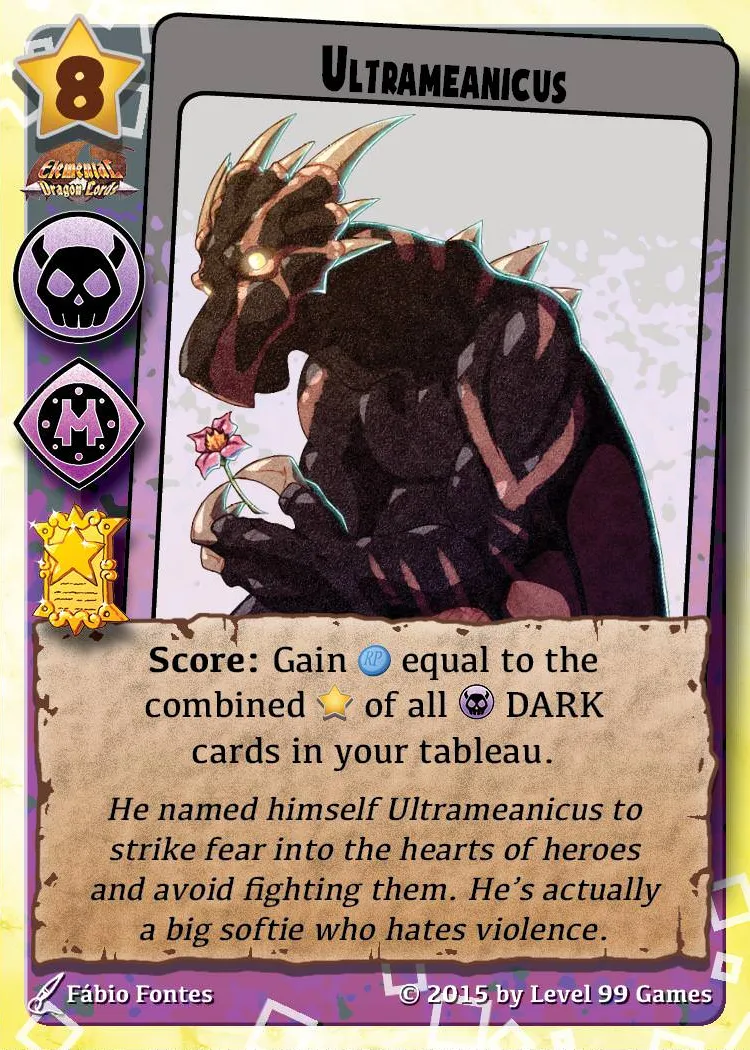 8
ULTRAMEANICUS
Elemental
Dragon Lords
M
Score: Gain RP equal to the
combined of all DARK
cards in your tableau.
He named himself Ultrameanicus to
strike fear into the hearts of heroes
and avoid fighting them. He's actually
a big softie who hates violence.
Fábio Fontes
© 2015 by Level 99 Games